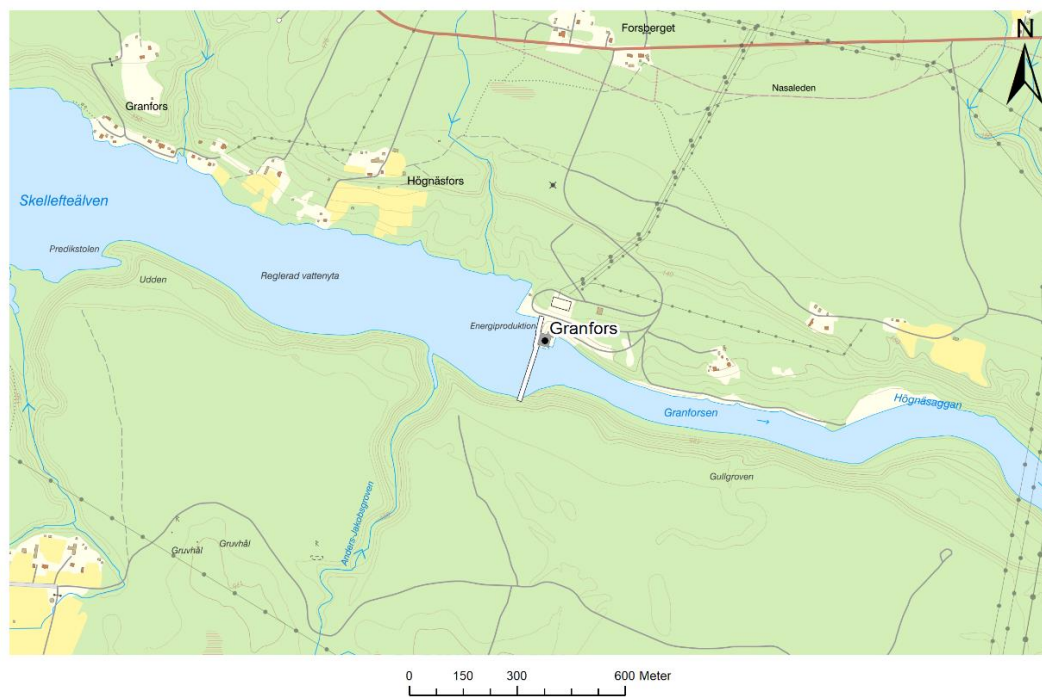 Forsberget
N
Nasaleden
Granfors
Högnäsfors
Skellefteälven
Predikstolen
Udden
Reglerad vattenyta
Energiproduktion
Granfors
Högnäsaggan
Granforsen
Gullgroven
Anders-Jakobsgroven
Gruvhål
Gruvhål
0 150 300 600 Meter